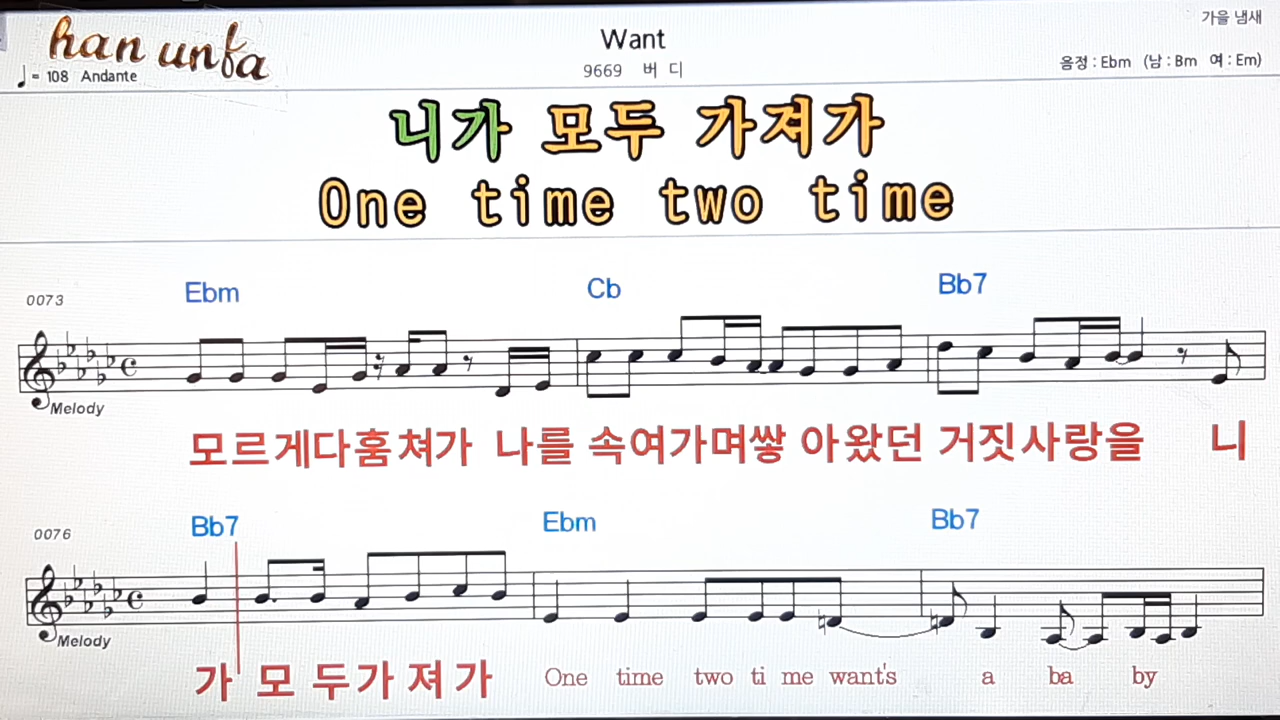 han unfa
Want
가을 냄새
♩= 108 Andante
9669 버 디
음정 : Ebm (남 : Bm 여 : Em)
니가 모두 가져가
One time two time
0073 Ebm Cb Bb7
Melody
모르게다훔쳐가 나를 속여가며쌓 아왔던 거짓사랑을 니
0076 Bb7 Ebm Bb7
Melody
가 모 두가 져 가 One time two ti me want's a ba by